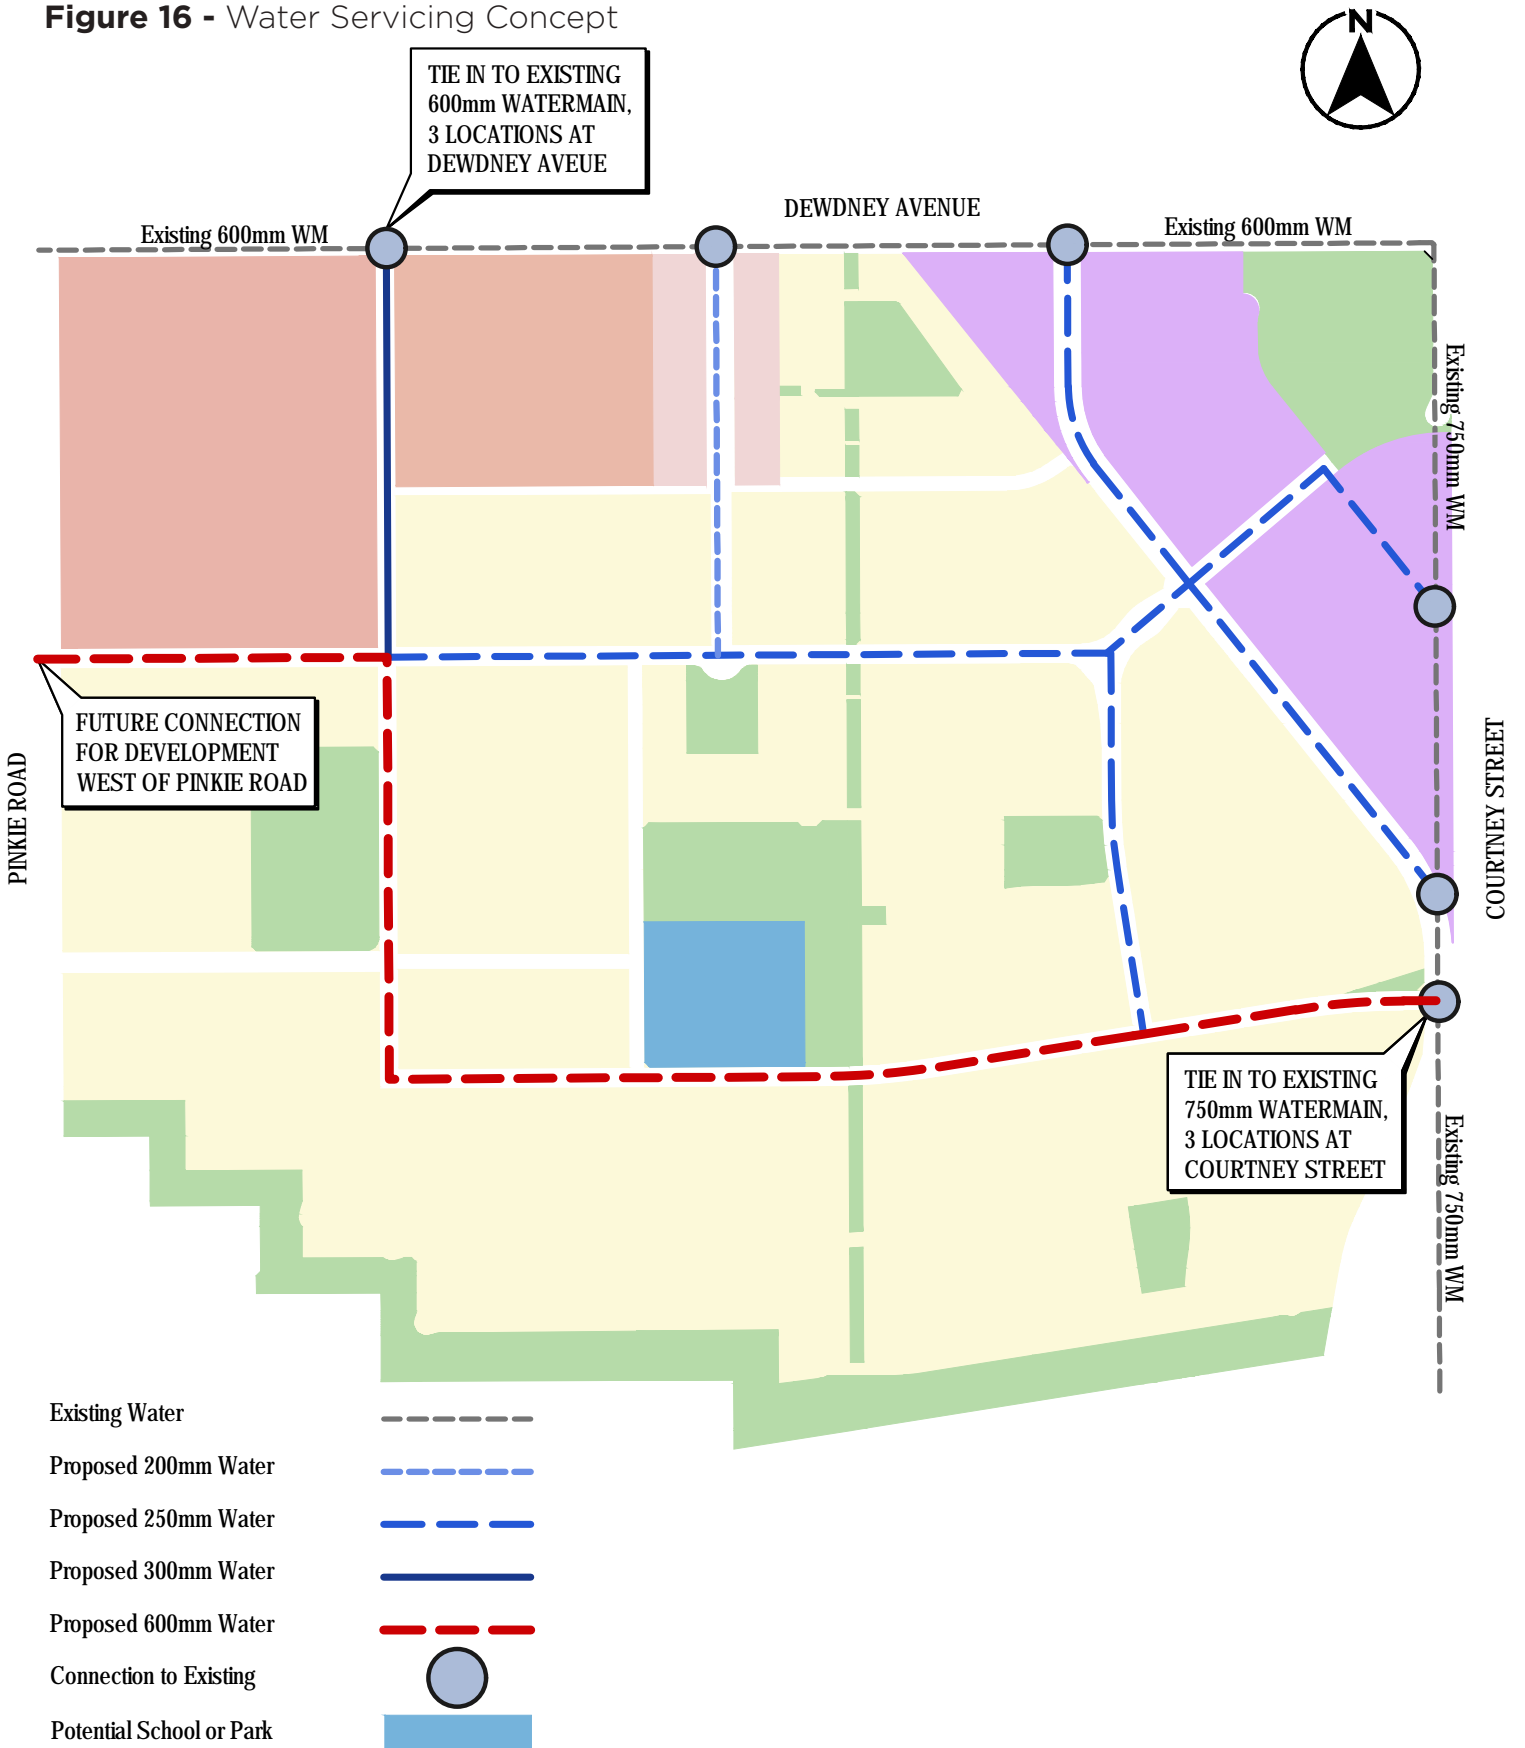 Figure 16 - Water Servicing Concept
N
TIE IN TO EXISTING
600mm WATERMAIN,
3 LOCATIONS AT
DEWDNEY AVEUE
DEWDNEY AVENUE
Existing 600mm WM
Existing 600mm WM
Existing 750mm WM
FUTURE CONNECTION
FOR DEVELOPMENT
WEST OF PINKIE ROAD
PINKIE ROAD
COURTNEY STREET
TIE IN TO EXISTING
750mm WATERMAIN,
3 LOCATIONS AT
COURTNEY STREET
Existing 750mm WM
Existing Water
Proposed 200mm Water
Proposed 250mm Water
Proposed 300mm Water
Proposed 600mm Water
Connection to Existing
Potential School or Park